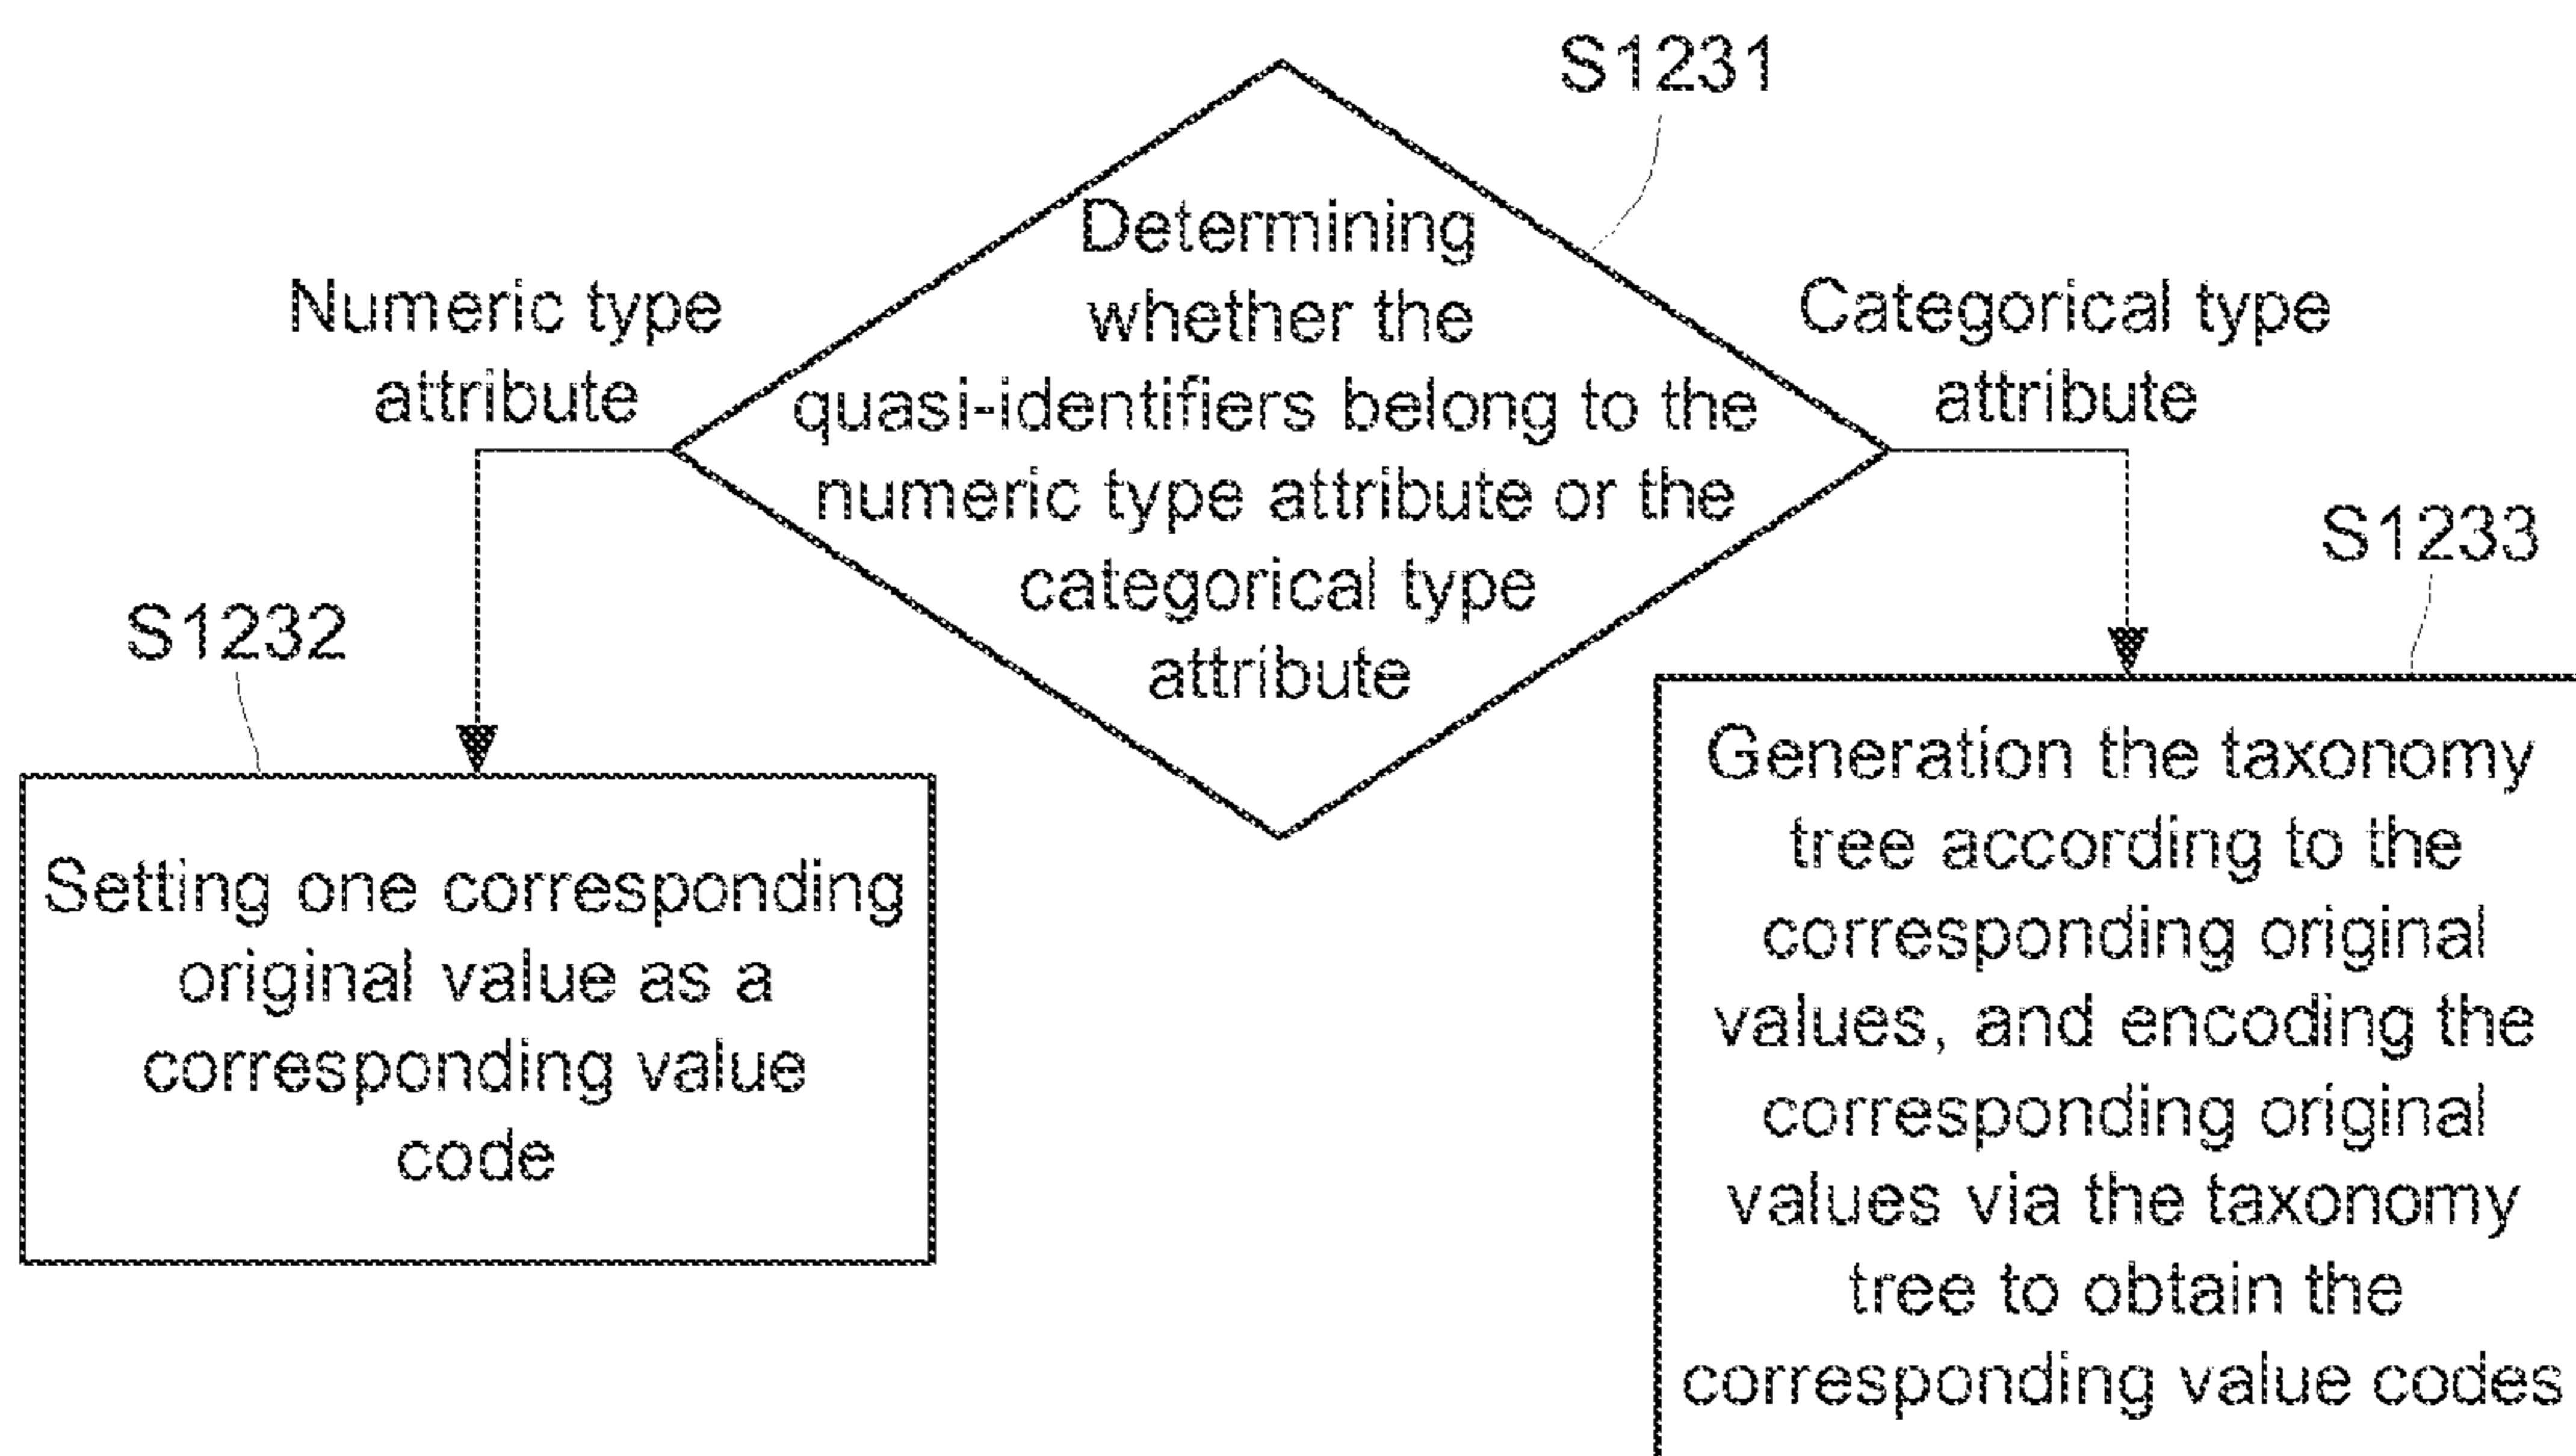 S1231
Determining
whether the
quasi-identifiers belong to the
numeric type attribute or the
categorical type
attribute
Numeric type
attribute
Categorical type
attribute
S1232
Setting one corresponding
original value as a
corresponding value
code
S1233
Generation the taxonomy
tree according to the
corresponding original
values, and encoding the
corresponding original
values via the taxonomy
tree to obtain the
corresponding value codes